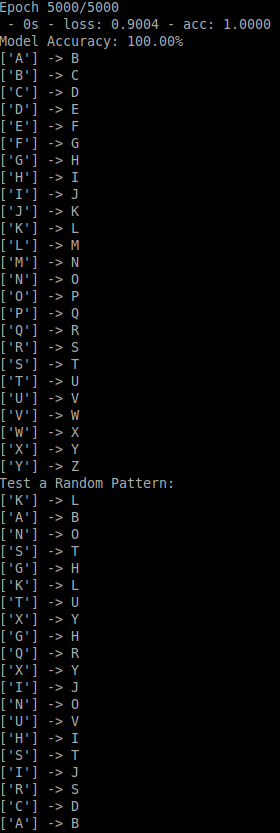 Epoch 5000/5000
 - 0s - loss: 0.9004 - acc: 1.0000
Model Accuracy: 100.00%
['A'] -> B
['B'] -> C
['C'] -> D
['D'] -> E
['E'] -> F
['F'] -> G
['G'] -> H
['H'] -> I
['I'] -> J
['J'] -> K
['K'] -> L
['L'] -> M
['M'] -> N
['N'] -> O
['O'] -> P
['P'] -> Q
['Q'] -> R
['R'] -> S
['S'] -> T
['T'] -> U
['U'] -> V
['V'] -> W
['W'] -> X
['X'] -> Y
['Y'] -> Z
Test a Random Pattern:
['K'] -> L
['A'] -> B
['N'] -> O
['S'] -> T
['G'] -> H
['K'] -> L
['T'] -> U
['X'] -> Y
['G'] -> H
['Q'] -> R
['X'] -> Y
['I'] -> J
['N'] -> O
['U'] -> V
['H'] -> I
['S'] -> T
['I'] -> J
['R'] -> S
['C'] -> D
['A'] -> B